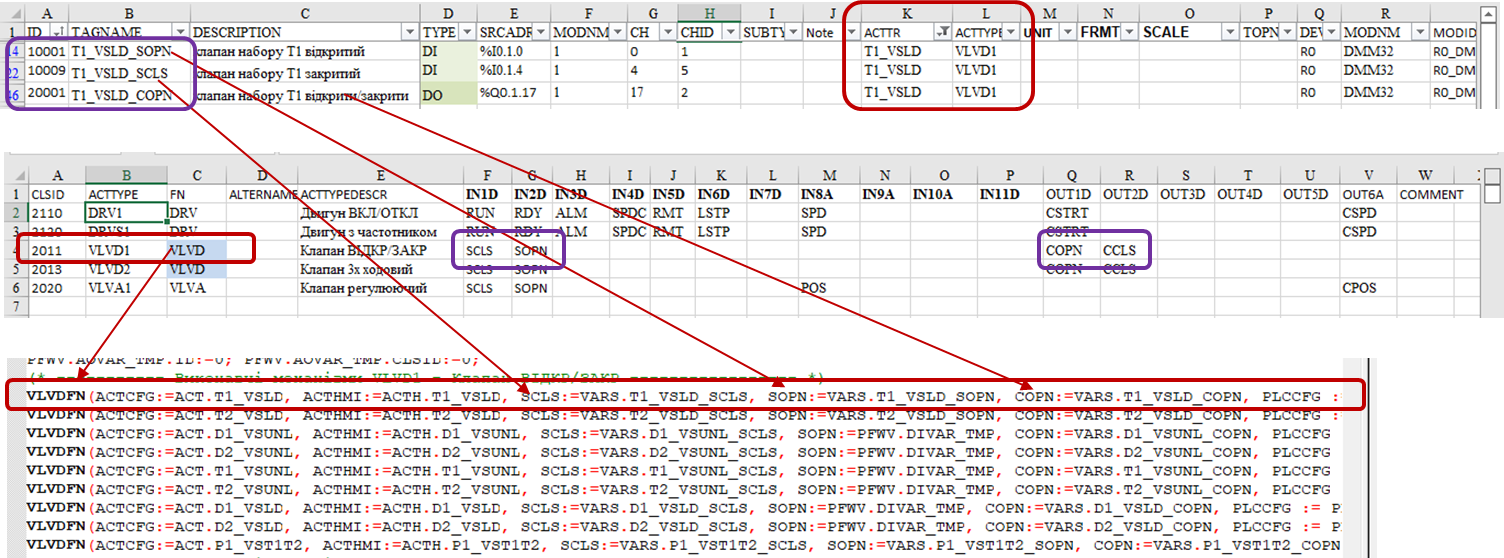 A B C D E F G H I J K L M N O P Q R
1 ID TAGNAME DESCRIPTION TYPE SRCADR MODNM CH CHID SUBTY Note ACTTR ACTTYPE UNIT FRMT SCALE TOPN DEV MODNM MODID
14 10001 T1_VSLD_SOPN клапан набору Т1 відкритий DI %I0.1.0 1 0 1 T1_VSLD VLVD1 R0 DMM32 R0_DM
22 10009 T1_VSLD_SCLS клапан набору Т1 закритий DI %I0.1.4 1 4 5 T1_VSLD VLVD1 R0 DMM32 R0_DM
46 20001 T1_VSLD_COPN клапан набору Т1 відкрити/закрити DO %Q0.1.17 1 17 2 T1_VSLD VLVD1 R0 DMM32 R0_DM
A B C D E F G H I J K L M N O P Q R S T U V W
1 CLSID ACTTYPE FN ALTERNAME ACTTYPEDESCR IN1D IN2D IN3D IN4D IN5D IN6D IN7D IN8A IN9A IN10A IN11D OUT1D OUT2D OUT3D OUT4D OUT5D OUT6A COMMENT
2 2110 DRV1 DRV Двигун ВКЛ/ОТКЛ RUN RDY ALM SPDC RMT LSTP SPD CSTRT CSPD
3 2120 DRVS1 DRV Двигун з частотником RUN RDY ALM SPDC RMT LSTP SPD CSTRT CSPD
4 2011 VLVD1 VLVD Клапан ВІДКР/ЗАКР SCLS SOPN COPN CCLS
5 2013 VLVD2 VLVD Клапан 3х ходовий SCLS SOPN COPN CCLS
6 2020 VLVA1 VLVA Клапан регулюючий SCLS SOPN POS CPOS
7
PFWV.AOVAR_TMP.ID:=0; PFWV.AOVAR_TMP.CLSID:=0;
Виконавчі механізми VLVD1 - Клапан ВІДКР/ЗАКР
VLVDFN(ACTCFG:=ACT.T1_VSLD, ACTHMI:=ACTH.T1_VSLD, SCLS:=VARS.T1_VSLD_SCLS, SOPN:=VARS.T1_VSLD_SOPN, COPN:=VARS.T1_VSLD_COPN, PLCCFG :=
VLVDFN(ACTCFG:=ACT.T2_VSLD, ACTHMI:=ACTH.T2_VSLD, SCLS:=VARS.T2_VSLD_SCLS, SOPN:=VARS.T2_VSLD_SOPN, COPN:=VARS.T2_VSLD_COPN, PLCCFG :=
VLVDFN(ACTCFG:=ACT.D1_VSUNL, ACTHMI:=ACTH.D1_VSUNL, SCLS:=VARS.D1_VSUNL_SCLS, SOPN:=PFWV.DIVAR_TMP, COPN:=VARS.D1_VSUNL_COPN, PLCCFG
VLVDFN(ACTCFG:=ACT.D2_VSUNL, ACTHMI:=ACTH.D2_VSUNL, SCLS:=VARS.D2_VSUNL_SCLS, SOPN:=PFWV.DIVAR_TMP, COPN:=VARS.D2_VSUNL_COPN, PLCCFG
VLVDFN(ACTCFG:=ACT.T1_VSUNL, ACTHMI:=ACTH.T1_VSUNL, SCLS:=VARS.T1_VSUNL_SCLS, SOPN:=PFWV.DIVAR_TMP, COPN:=VARS.T1_VSUNL_COPN, PLCCFG
VLVDFN(ACTCFG:=ACT.T2_VSUNL, ACTHMI:=ACTH.T2_VSUNL, SCLS:=VARS.T2_VSUNL_SCLS, SOPN:=PFWV.DIVAR_TMP, COPN:=VARS.T2_VSUNL_COPN, PLCCFG
VLVDFN(ACTCFG:=ACT.D1_VSLD, ACTHMI:=ACTH.D1_VSLD, SCLS:=VARS.D1_VSLD_SCLS, SOPN:=PFWV.DIVAR_TMP, COPN:=VARS.D1_VSLD_COPN, PLCCFG := P
VLVDFN(ACTCFG:=ACT.D2_VSLD, ACTHMI:=ACTH.D2_VSLD, SCLS:=VARS.D2_VSLD_SCLS, SOPN:=PFWV.DIVAR_TMP, COPN:=VARS.D2_VSLD_COPN, PLCCFG := P
VLVDFN(ACTCFG:=ACT.P1_VST1T2, ACTHMI:=ACTH.P1_VST1T2, SCLS:=VARS.P1_VST1T2_SCLS, SOPN:=VARS.P1_VST1T2_SOPN, COPN:=VARS.P1_VST1T2_COPN